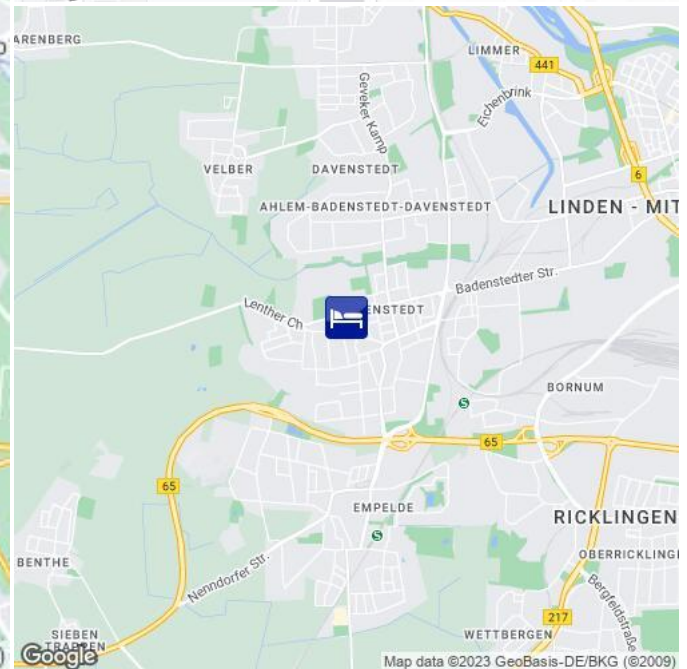 ARENBERG
LIMMER
441
Geveker Kamp
Eichenbrink
VELBER
DAVENSTEDT
6
AHLEM-BADENSTEDT-DAVENSTEDT
LINDEN - MIT
Badenstedter Str.
Lenther Ch
ENSTEDT
BORNUM
S
65
65
EMPELDE
RICKLINGEN
S
BENTHE
OBERRICKLINGE
Nenndorfer Str.
Bergfeldstraße
217
SIEBEN
TRAPPEN
WETTBERGEN
Google
Map data ©2023 GeoBasis-DE/BKG (©2009)